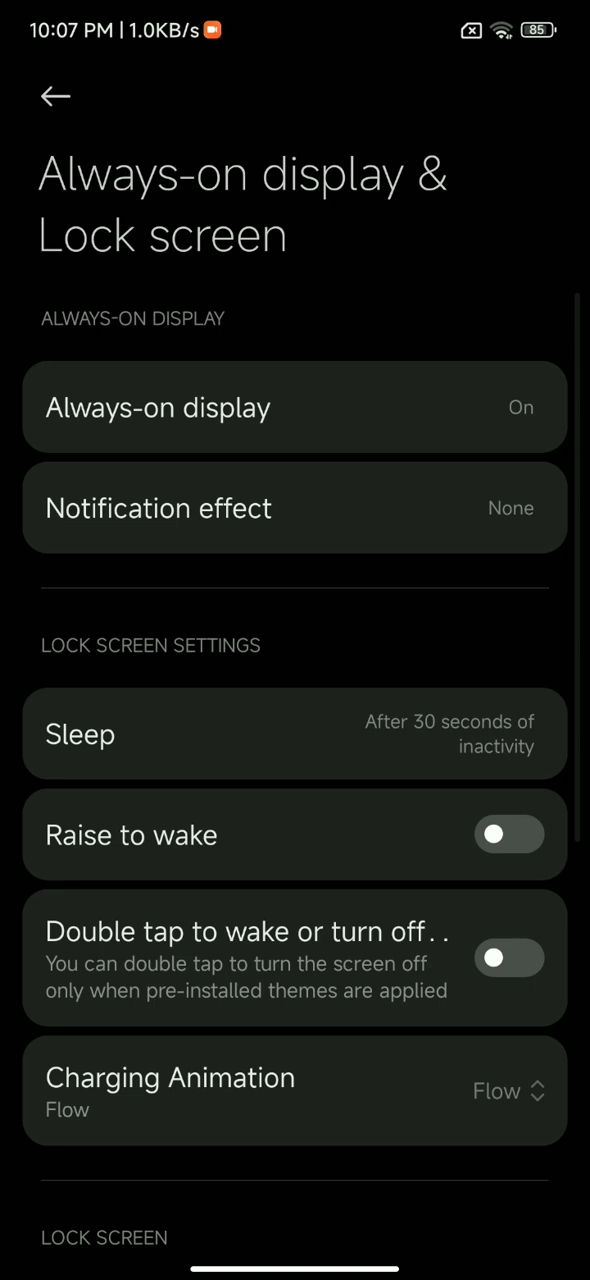 10:07 PM | 1.0KB/s
85
Always-on display &
Lock screen
ALWAYS-ON DISPLAY
Always-on display
On
Notification effect
None
LOCK SCREEN SETTINGS
Sleep
After 30 seconds of
inactivity
Raise to wake
Double tap to wake or turn off. .
You can double tap to turn the screen off
only when pre-installed themes are applied
Charging Animation
Flow
Flow
LOCK SCREEN